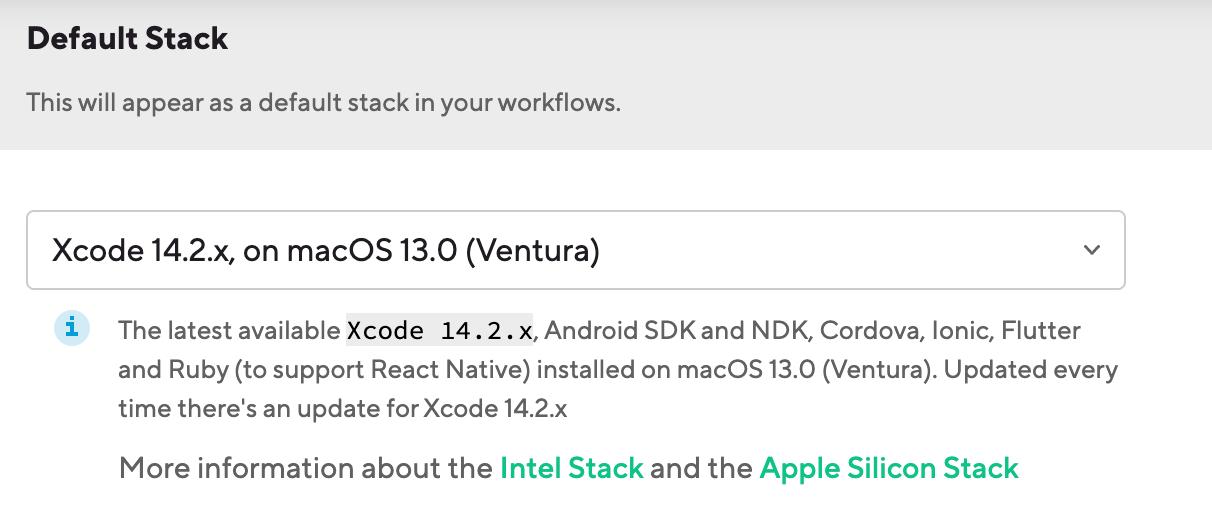 Default Stack
This will appear as a default stack in your workflows.
Xcode 14.2.x, on macOS 13.0 (Ventura)
i
The latest available Xcode 14.2.x, Android SDK and NDK, Cordova, Ionic, Flutter
and Ruby (to support React Native) installed on macOS 13.0 (Ventura). Updated every
time there's an update for Xcode 14.2.x
More information about the Intel Stack and the Apple Silicon Stack